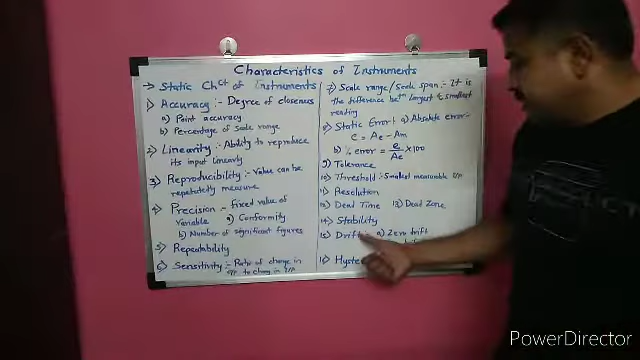 Characteristics of Instruments
→ Static Chct of Instruments
1) Accuracy :- Degree of closeness
a) Point accuracy
b) Percentage of scale range
2) Linearity :- Ability to reproduce
its input linearly
3) Reproducibility :- Value can be
repeatedly measure
4) Precision :- Fixed value of
variable a) Conformity
b) Number of significant figures
5) Repeatability
6) Sensitivity :- Ratio of change in
O/P to chang in I/P
7) Scale range/Scale span :- It is
the difference betn largest & smallest
reading
8) Static Error : a) Absolute error :-
e = Ae - Am
b) % error = e/Ae × 100
9) Tolerance
10) Threshold :- Smallest measurable I/P
11) Resolution
12) Dead Time 13) Dead Zone
14) Stability
15) Drift :- a) Zero drift
Hyste
PowerDirector